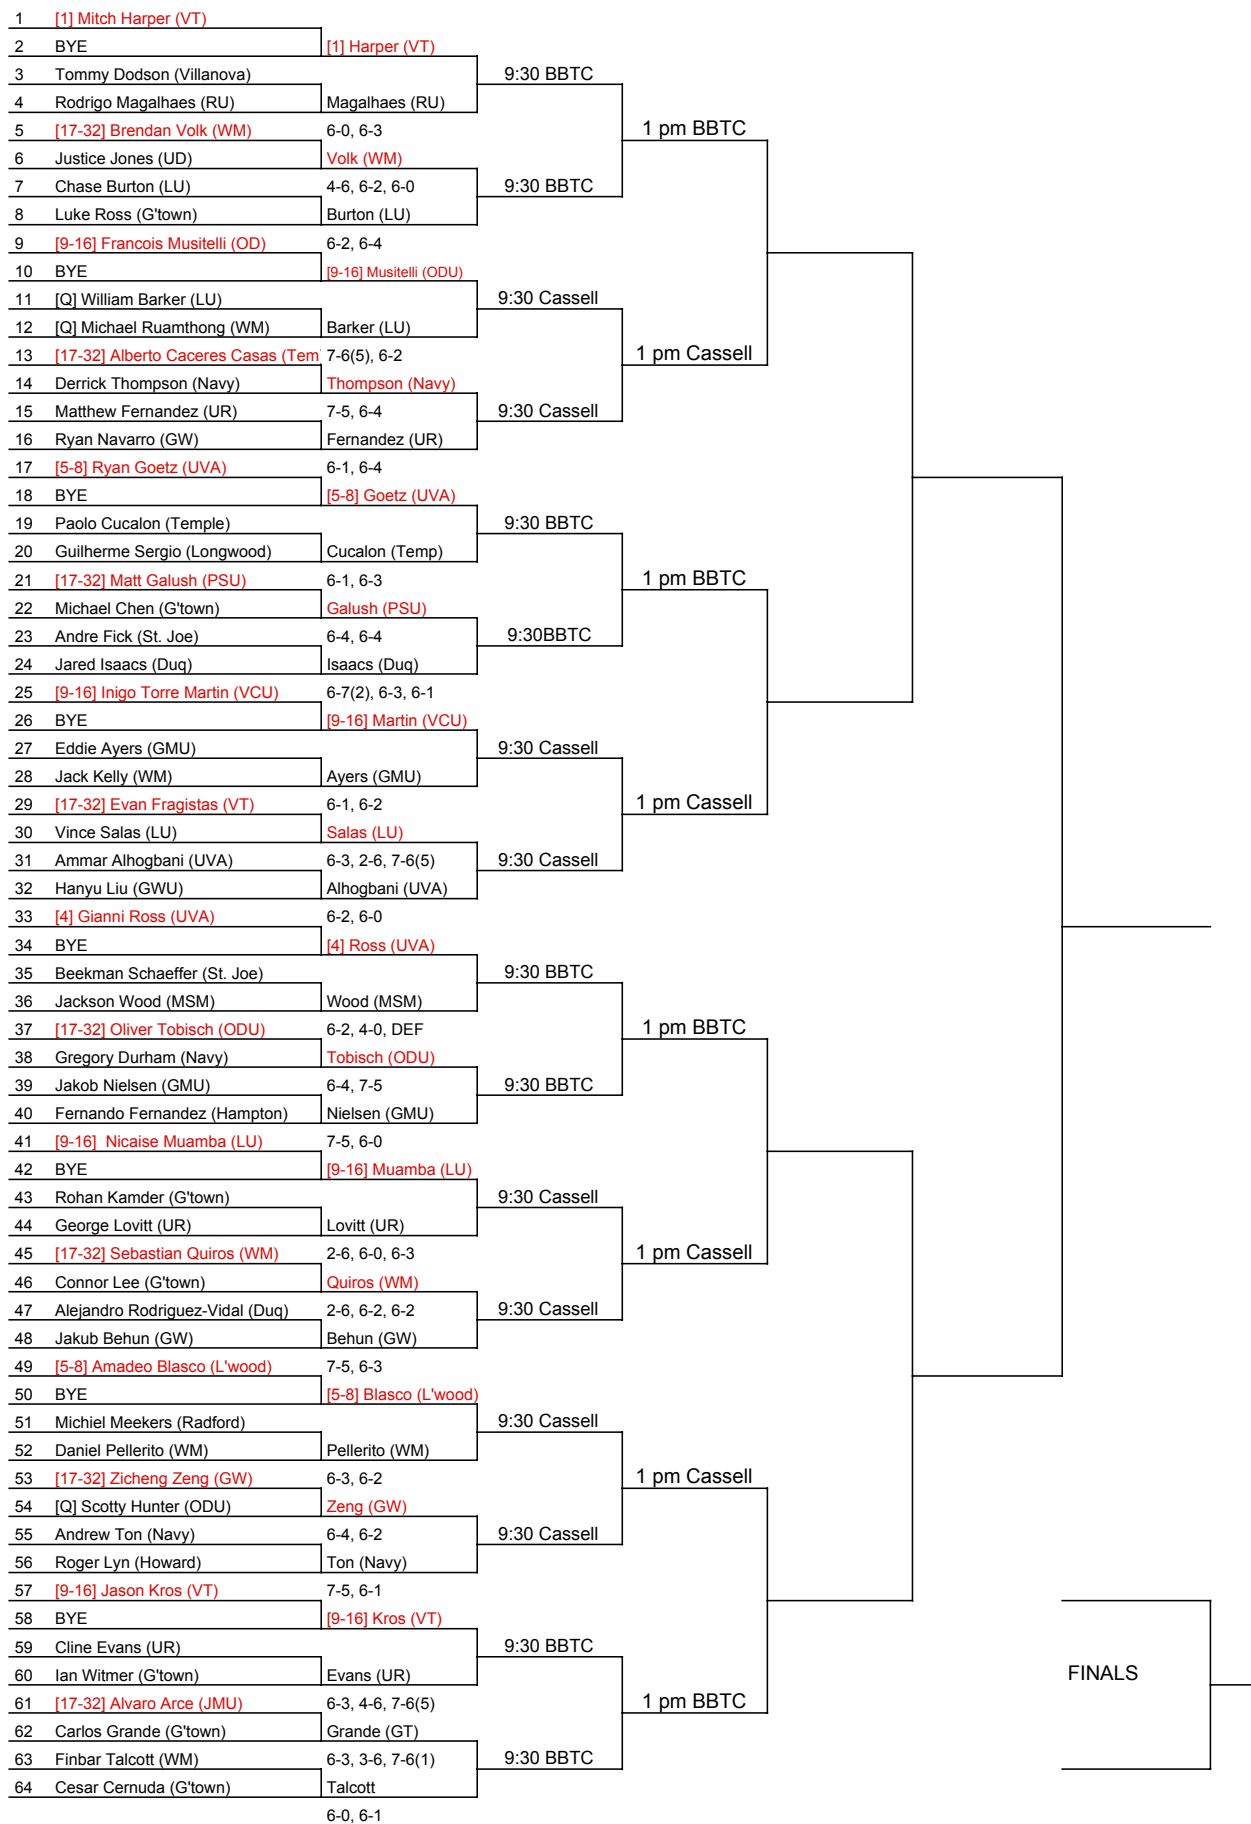 1 [1] Mitch Harper (VT)
2 BYE [1] Harper (VT)
3 Tommy Dodson (Villanova) 9:30 BBTC
4 Rodrigo Magalhaes (RU) Magalhaes (RU)
5 [17-32] Brendan Volk (WM) 6-0, 6-3 1 pm BBTC
6 Justice Jones (UD) Volk (WM)
7 Chase Burton (LU) 4-6, 6-2, 6-0 9:30 BBTC
8 Luke Ross (G'town) Burton (LU)
9 [9-16] Francois Musitelli (OD) 6-2, 6-4
10 BYE [9-16] Musitelli (ODU)
11 [Q] William Barker (LU) 9:30 Cassell
12 [Q] Michael Ruamthong (WM) Barker (LU)
13 [17-32] Alberto Caceres Casas (Tem 7-6(5), 6-2 1 pm Cassell
14 Derrick Thompson (Navy) Thompson (Navy)
15 Matthew Fernandez (UR) 7-5, 6-4 9:30 Cassell
16 Ryan Navarro (GW) Fernandez (UR)
17 [5-8] Ryan Goetz (UVA) 6-1, 6-4
18 BYE [5-8] Goetz (UVA)
19 Paolo Cucalon (Temple) 9:30 BBTC
20 Guilherme Sergio (Longwood) Cucalon (Temp)
21 [17-32] Matt Galush (PSU) 6-1, 6-3 1 pm BBTC
22 Michael Chen (G'town) Galush (PSU)
23 Andre Fick (St. Joe) 6-4, 6-4 9:30BBTC
24 Jared Isaacs (Duq) Isaacs (Duq)
25 [9-16] Inigo Torre Martin (VCU) 6-7(2), 6-3, 6-1
26 BYE [9-16] Martin (VCU)
27 Eddie Ayers (GMU) 9:30 Cassell
28 Jack Kelly (WM) Ayers (GMU)
29 [17-32] Evan Fragistas (VT) 6-1, 6-2 1 pm Cassell
30 Vince Salas (LU) Salas (LU)
31 Ammar Alhogbani (UVA) 6-3, 2-6, 7-6(5) 9:30 Cassell
32 Hanyu Liu (GWU) Alhogbani (UVA)
33 [4] Gianni Ross (UVA) 6-2, 6-0
34 BYE [4] Ross (UVA)
35 Beekman Schaeffer (St. Joe) 9:30 BBTC
36 Jackson Wood (MSM) Wood (MSM)
37 [17-32] Oliver Tobisch (ODU) 6-2, 4-0, DEF 1 pm BBTC
38 Gregory Durham (Navy) Tobisch (ODU)
39 Jakob Nielsen (GMU) 6-4, 7-5 9:30 BBTC
40 Fernando Fernandez (Hampton) Nielsen (GMU)
41 [9-16] Nicaise Muamba (LU) 7-5, 6-0
42 BYE [9-16] Muamba (LU)
43 Rohan Kamder (G'town) 9:30 Cassell
44 George Lovitt (UR) Lovitt (UR)
45 [17-32] Sebastian Quiros (WM) 2-6, 6-0, 6-3 1 pm Cassell
46 Connor Lee (G'town) Quiros (WM)
47 Alejandro Rodriguez-Vidal (Duq) 2-6, 6-2, 6-2 9:30 Cassell
48 Jakub Behun (GW) Behun (GW)
49 [5-8] Amadeo Blasco (L'wood) 7-5, 6-3
50 BYE [5-8] Blasco (L'wood)
51 Michiel Meekers (Radford) 9:30 Cassell
52 Daniel Pellerito (WM) Pellerito (WM)
53 [17-32] Zicheng Zeng (GW) 6-3, 6-2 1 pm Cassell
54 [Q] Scotty Hunter (ODU) Zeng (GW)
55 Andrew Ton (Navy) 6-4, 6-2 9:30 Cassell
56 Roger Lyn (Howard) Ton (Navy)
57 [9-16] Jason Kros (VT) 7-5, 6-1
58 BYE [9-16] Kros (VT)
59 Cline Evans (UR) 9:30 BBTC
60 Ian Witmer (G'town) Evans (UR) FINALS
61 [17-32] Alvaro Arce (JMU) 6-3, 4-6, 7-6(5) 1 pm BBTC
62 Carlos Grande (G'town) Grande (GT)
63 Finbar Talcott (WM) 6-3, 3-6, 7-6(1) 9:30 BBTC
64 Cesar Cernuda (G'town) Talcott
6-0, 6-1